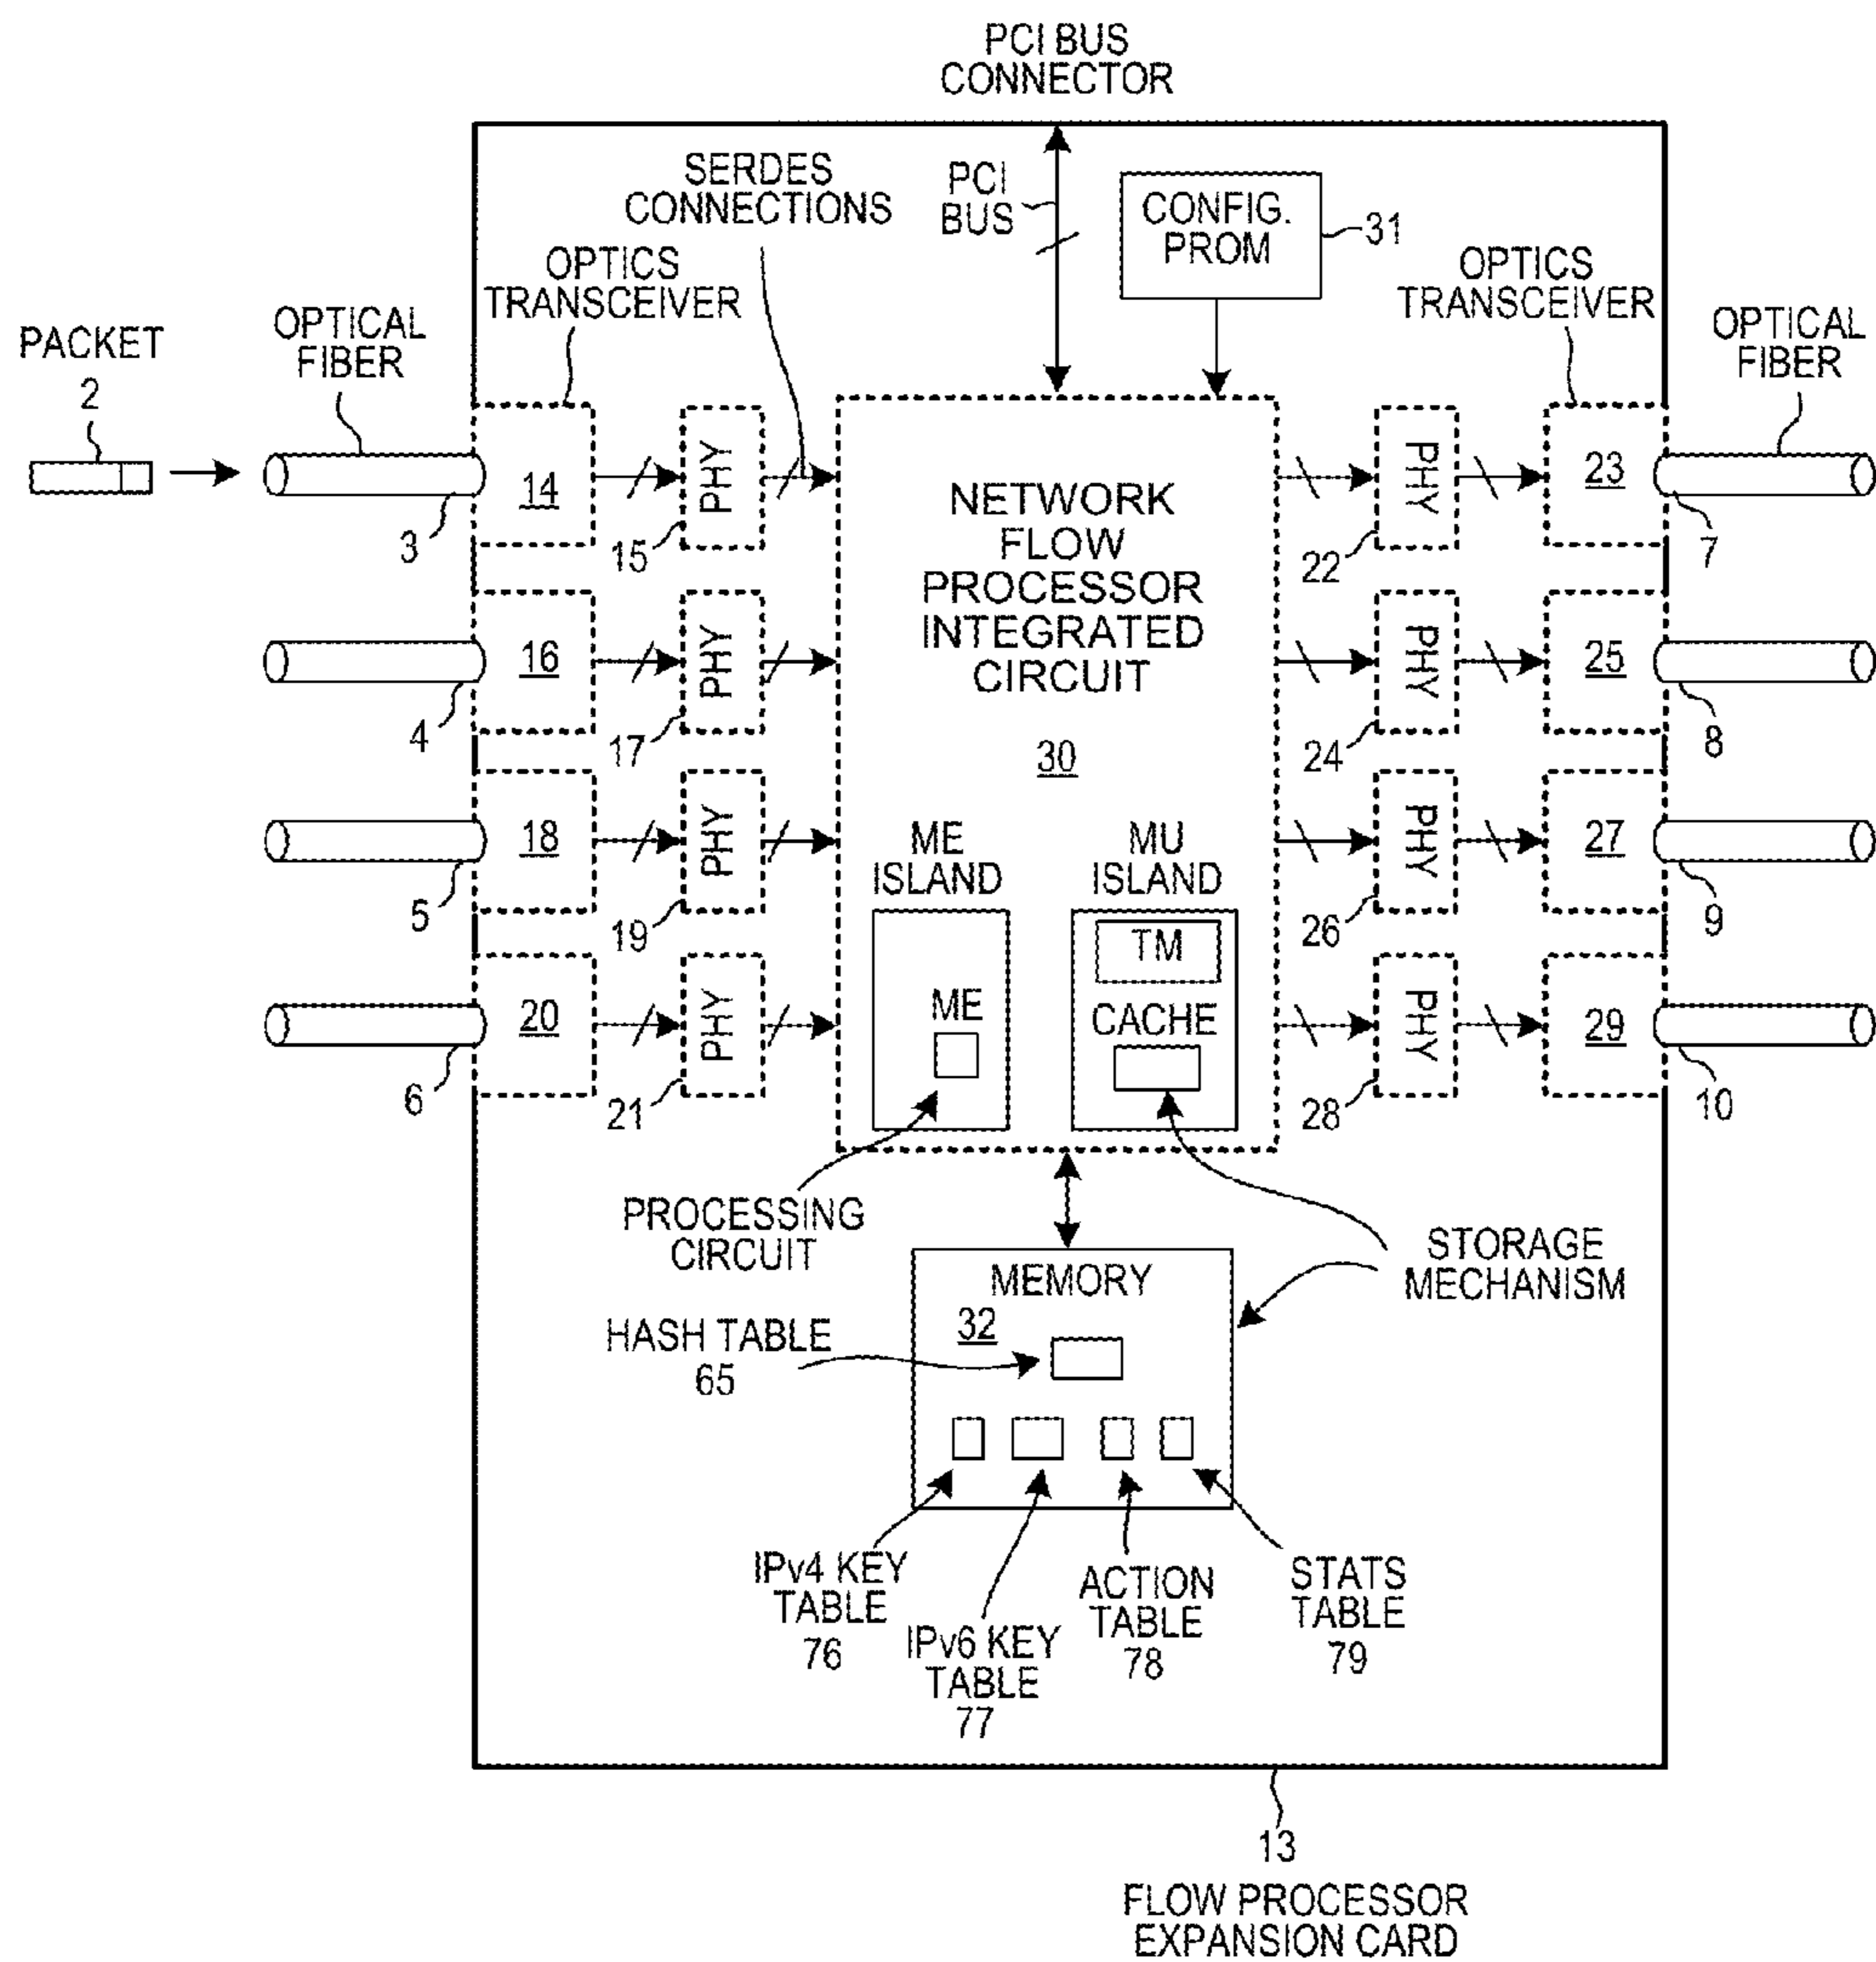 PCI BUS
CONNECTOR
SERDES
CONNECTIONS
PCI
BUS
CONFIG.
PROM
31
OPTICS
TRANSCEIVER
OPTICS
TRANSCEIVER
OPTICAL
FIBER
OPTICAL
FIBER
PACKET
2
3
14
PHY
15
PHY
22
23
7
NETWORK
FLOW
PROCESSOR
INTEGRATED
CIRCUIT
30
4
16
PHY
17
PHY
24
25
8
5
18
PHY
19
PHY
26
27
9
6
20
PHY
21
PHY
28
29
10
ME
ISLAND
ME
MU
ISLAND
TM
CACHE
PROCESSING
CIRCUIT
STORAGE
MECHANISM
MEMORY
32
HASH TABLE
65
IPv4 KEY
TABLE
76
IPv6 KEY
TABLE
77
ACTION
TABLE
78
STATS
TABLE
79
13
FLOW PROCESSOR
EXPANSION CARD